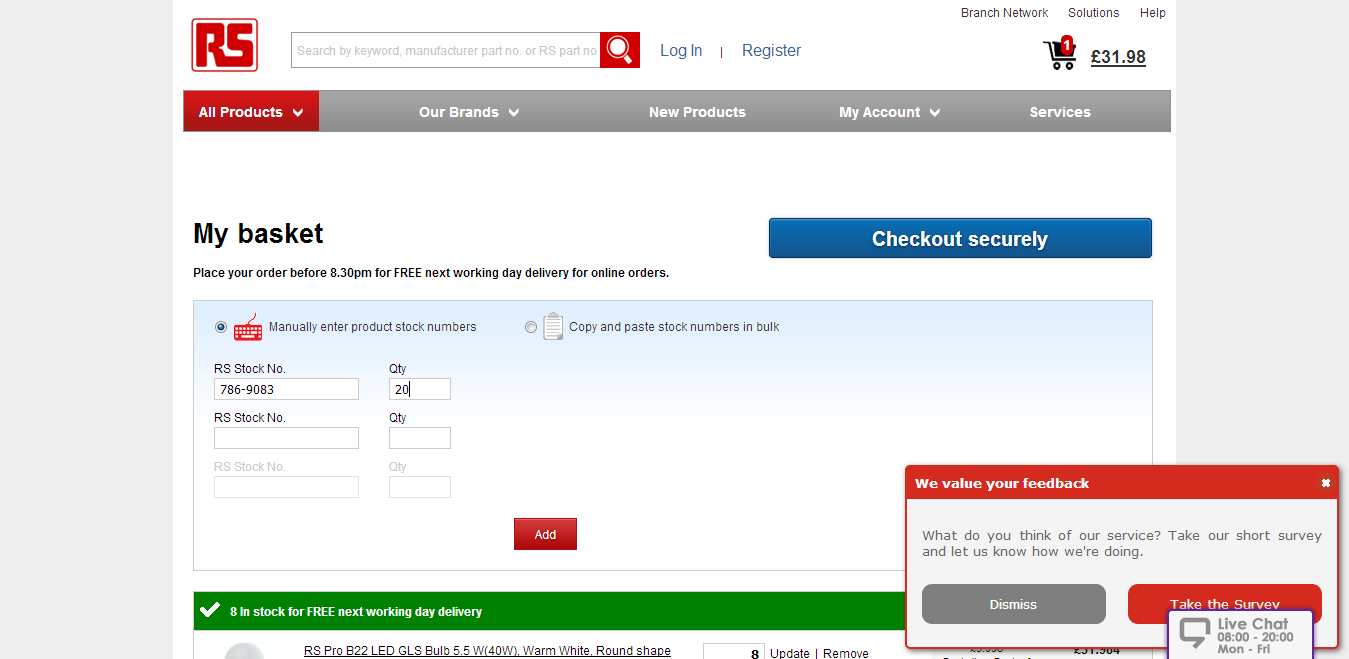 Branch Network Solutions Help
RS
Search by keyword, manufacturer part no. or RS part no
Log In | Register
1
£31.98
All Products Our Brands New Products My Account Services
My basket
Checkout securely
Place your order before 8.30pm for FREE next working day delivery for online orders.
Manually enter product stock numbers
Copy and paste stock numbers in bulk
RS Stock No. Qty
786-9083 20
RS Stock No. Qty
RS Stock No. Qty
Add
We value your feedback
What do you think of our service? Take our short survey
and let us know how we're doing.
Dismiss Take the Survey
8 In stock for FREE next working day delivery
Live Chat
08:00 - 20:00
Mon - Fri
RS Pro B22 LED GLS Bulb 5.5 W(40W), Warm White, Round shape
8 Update | Remove
£31.984